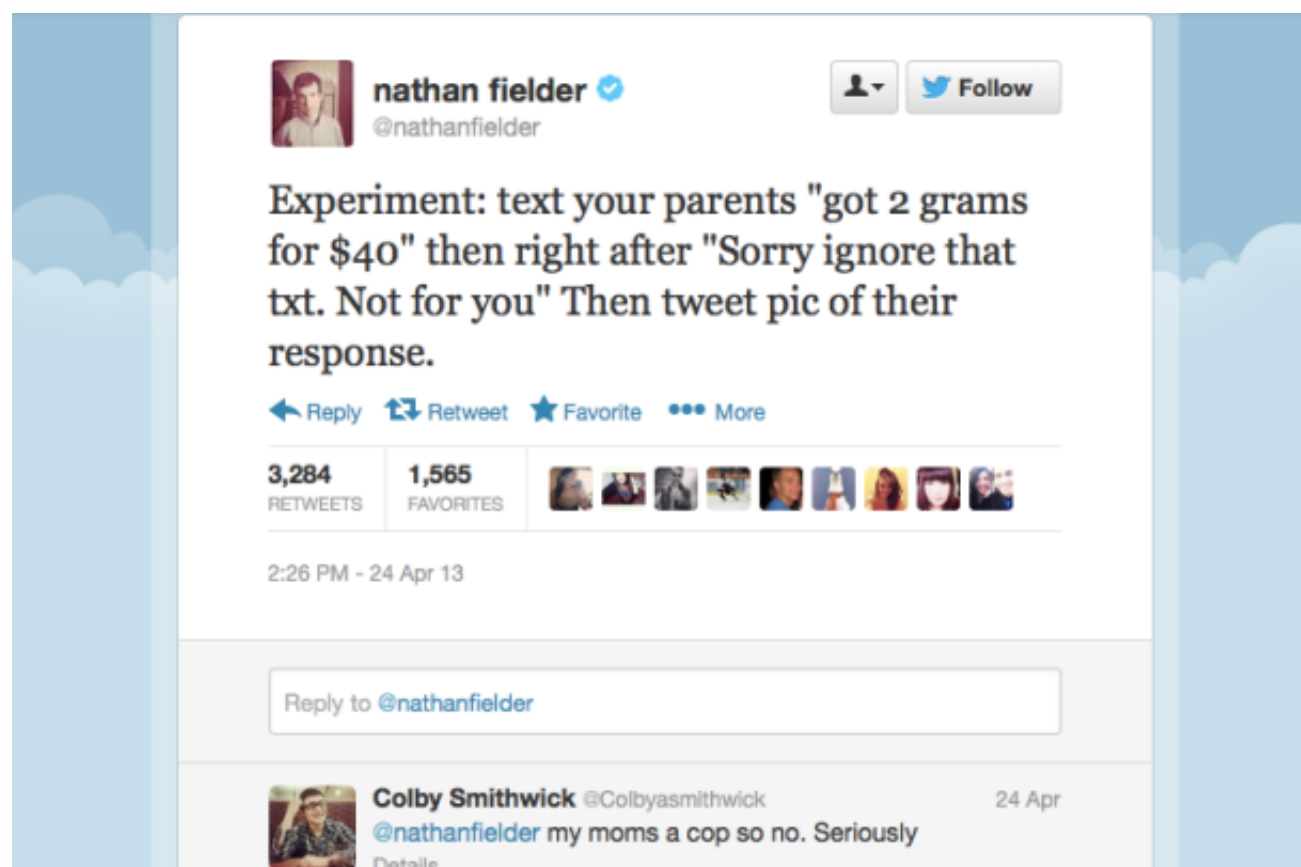 nathan fielder
Follow
@nathanfielder
Experiment: text your parents "got 2 grams
for $40" then right after "Sorry ignore that
txt. Not for you" Then tweet pic of their
response.
Reply Retweet Favorite More
3,284 1,565
RETWEETS FAVORITES
2:26 PM - 24 Apr 13
Reply to @nathanfielder
Colby Smithwick @Colbyasmithwick 24 Apr
@nathanfielder my moms a cop so no. Seriously
Details